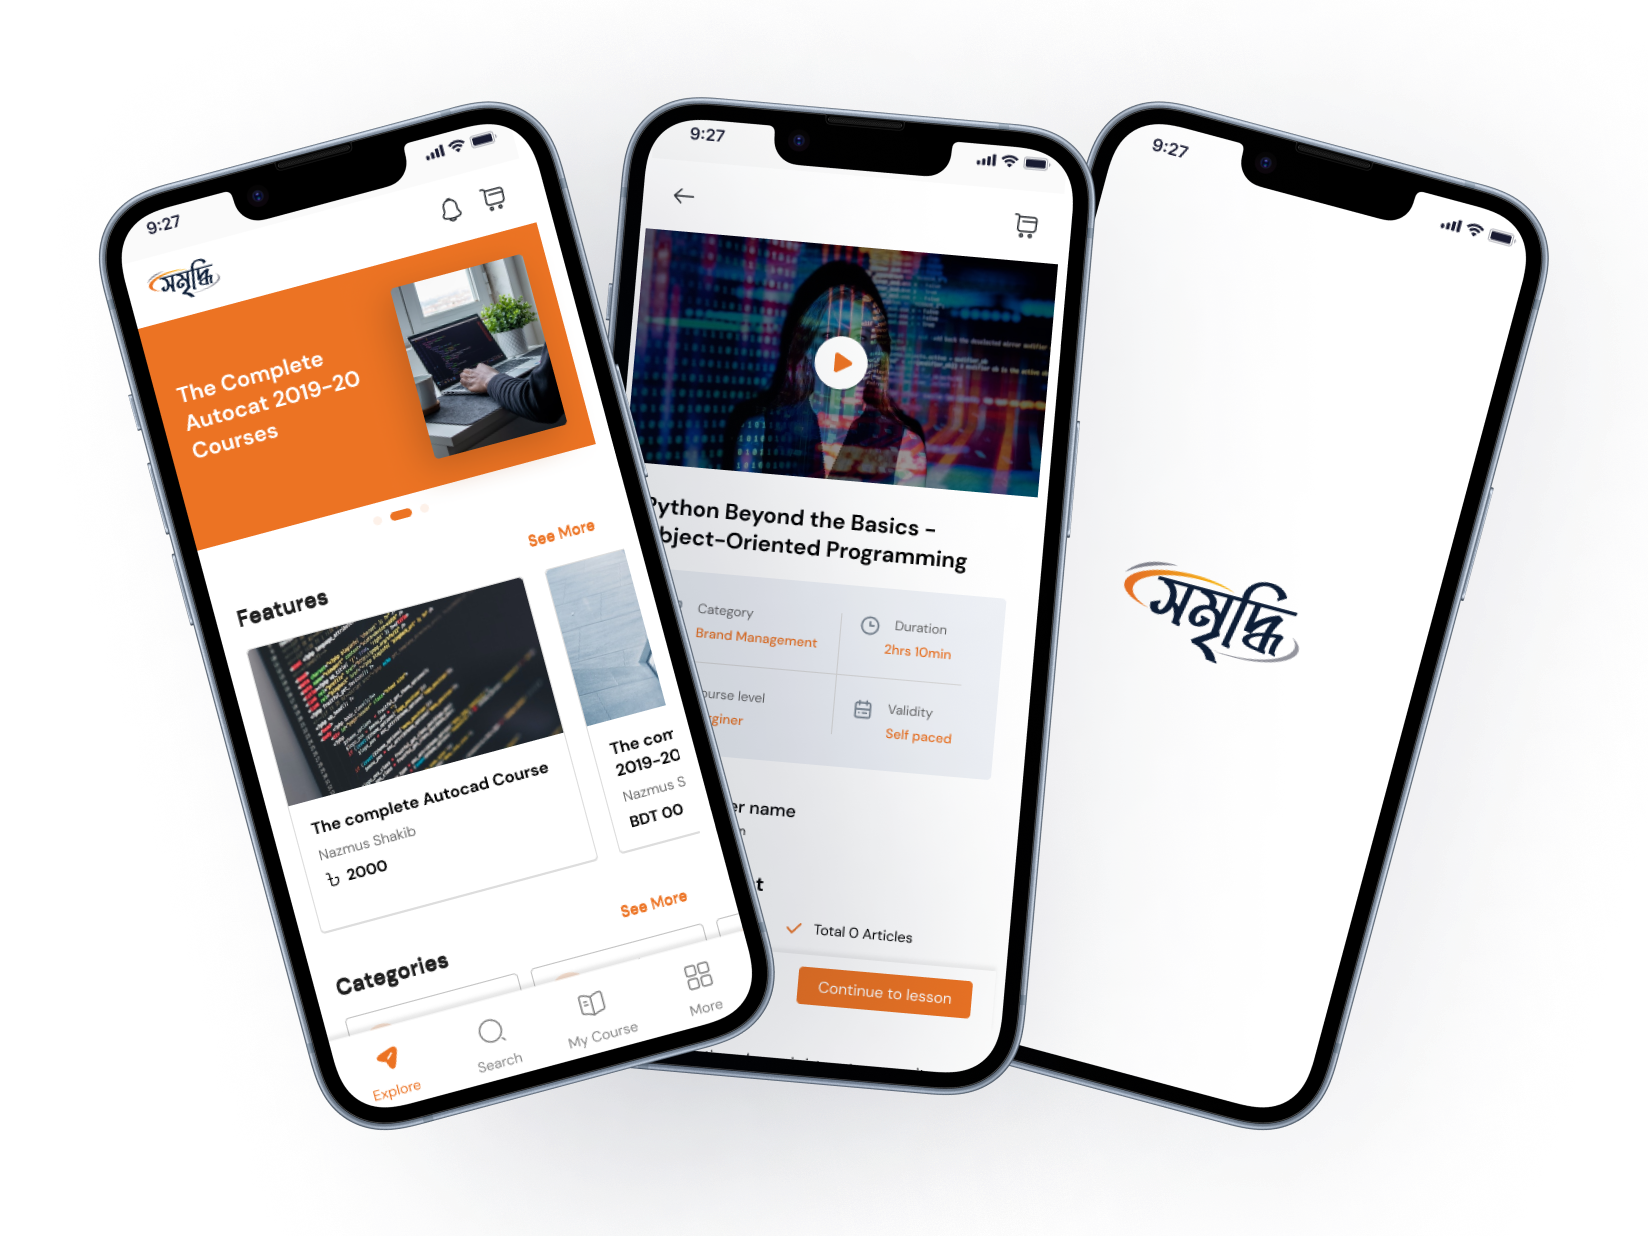 9:27
সমৃদ্ধি
The Complete
Autocat 2019-20
Courses
See More
Features
The complete Autocad Course
Nazmus Shakib
৳ 2000
The com
2019-20
Nazmus S
BDT 00
See More
Categories
Explore
Search
My Course
More
9:27
Python Beyond the Basics -
bject-Oriented Programming
Category
Brand Management
Duration
2hrs 10min
ourse level
giner
Validity
Self paced
er name
t
Total 0 Articles
Continue to lesson
9:27
সমৃদ্ধি